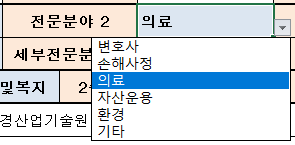 전문분야 2 의료
세부전문
변호사
손해사정
의료
및복지 2
자산운용
환경
경산업기술원
기타